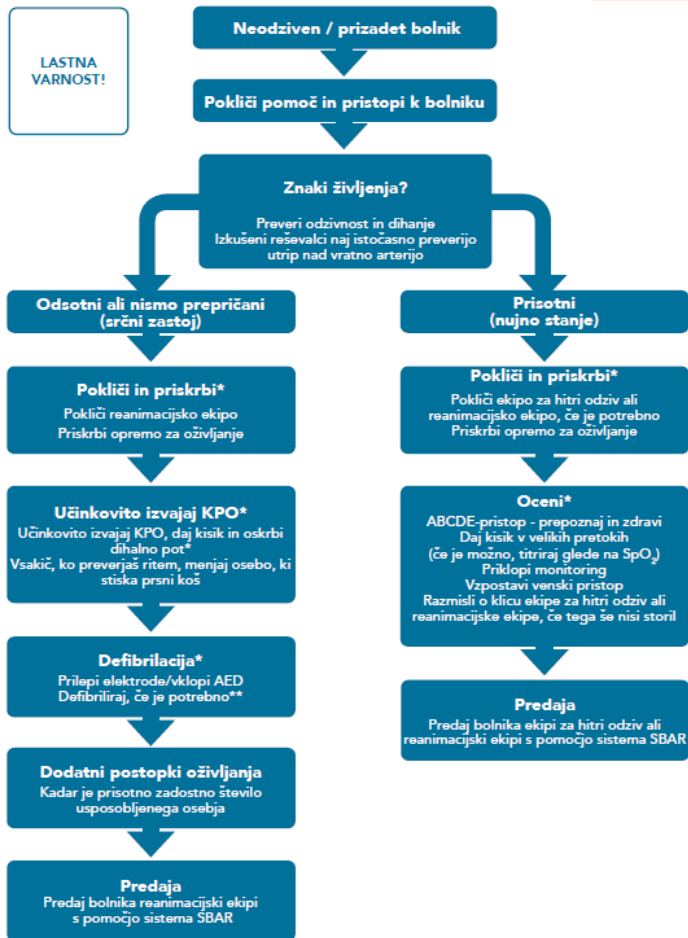 LASTNA
VARNOST!
Neodziven / prizadet bolnik
Pokliči pomoč in pristopi k bolniku
Znaki življenja?
Preveri odzivnost in dihanje
Izkušeni reševalci naj istočasno preverijo
utrip nad vratno arterijo
Odsotni ali nismo prepričani
(srčni zastoj)
Pokliči in priskrbi*
Pokliči reanimacijsko ekipo
Priskrbi opremo za oživljanje
Učinkovito izvajaj KPO*
Učinkovito izvajaj KPO, daj kisik in oskrbi
dihalno pot*
Vsakič, ko preverjaš ritem, menjaj osebo, ki
stiska prsni koš
Defibrilacija*
Prilepi elektrode/vklopi AED
Defibriliraj, če je potrebno**
Dodatni postopki oživljanja
Kadar je prisotno zadostno število
usposobljenega osebja
Predaja
Predaj bolnika reanimacijski ekipi
s pomočjo sistema SBAR
Prisotni
(nujno stanje)
Pokliči in priskrbi*
Pokliči ekipo za hitri odziv ali
reanimacijsko ekipo, če je potrebno
Priskrbi opremo za oživljanje
Oceni*
ABCDE-pristop - prepoznaj in zdravi
Daj kisik v velikih pretokih
(če je možno, titriraj glede na SpO₂)
Priklopi monitoring
Vzpostavi venski pristop
Razmisli o klicu ekipe za hitri odziv ali
reanimacijske ekipe, če tega še nisi storil
Predaja
Predaj bolnika ekipi za hitri odziv ali
reanimacijski ekipi s pomočjo sistema SBAR